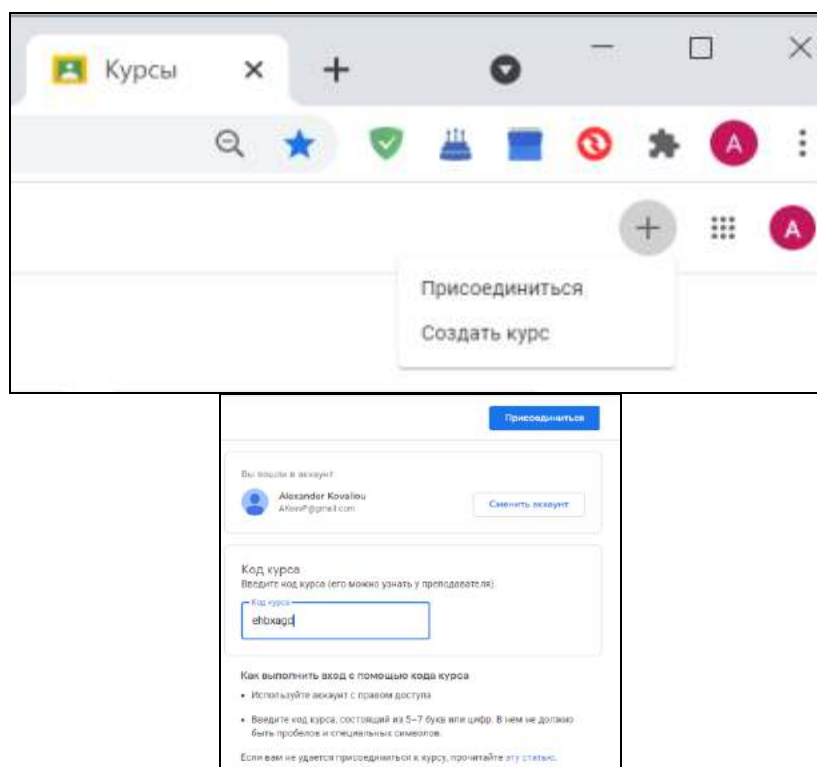 Курсы
A
A
Присоединиться
Создать курс
Присоединиться
Вы вошли в аккаунт
Alexander Kovaliou
Сменить аккаунт
Код курса
Введите код курса (его можно узнать у преподавателя).
Код курса
ehbxagd
Как выполнить вход с помощью кода курса
• Используйте аккаунт с правом доступа
• Введите код курса, состоящий из 5–7 букв или цифр. В нем не должно
быть пробелов и специальных символов.
Если вам не удается присоединиться к курсу, прочитайте эту статью.